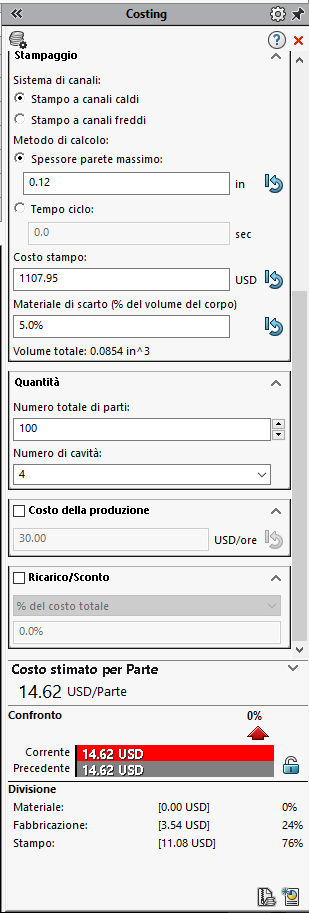 Costing
Stampaggio
Sistema di canali:
Stampo a canali caldi
Stampo a canali freddi
Metodo di calcolo:
Spessore parete massimo:
0.12 in
Tempo ciclo:
0.0 sec
Costo stampo:
1107.95 USD
Materiale di scarto (% del volume del corpo)
5.0%
Volume totale: 0.0854 in^3
Quantità
Numero totale di parti:
100
Numero di cavità:
4
Costo della produzione
30.00 USD/ore
Ricarico/Sconto
% del costo totale
0.0%
Costo stimato per Parte
14.62 USD/Parte
Confronto 0%
Corrente 14.62 USD
Precedente 14.62 USD
Divisione
Materiale: [0.00 USD] 0%
Fabbricazione: [3.54 USD] 24%
Stampo: [11.08 USD] 76%